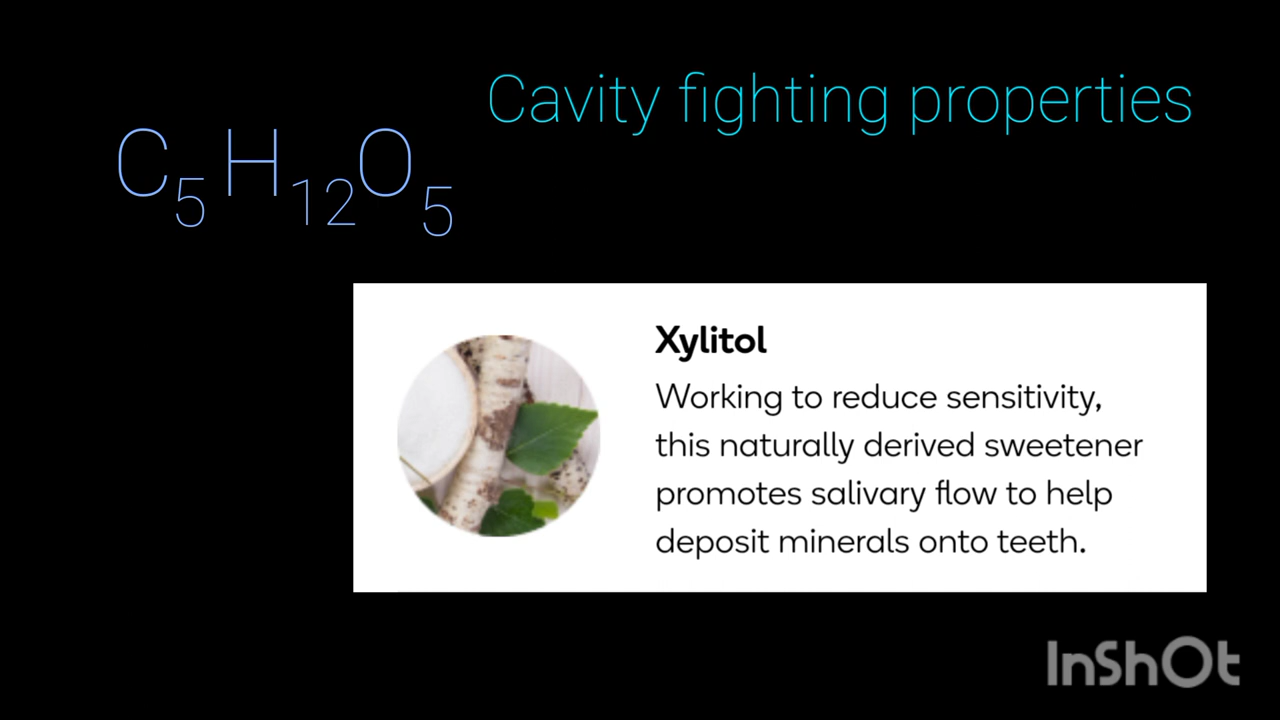 Cavity fighting properties
C5H12O5
Xylitol
Working to reduce sensitivity,
this naturally derived sweetener
promotes salivary flow to help
deposit minerals onto teeth.
InShOt